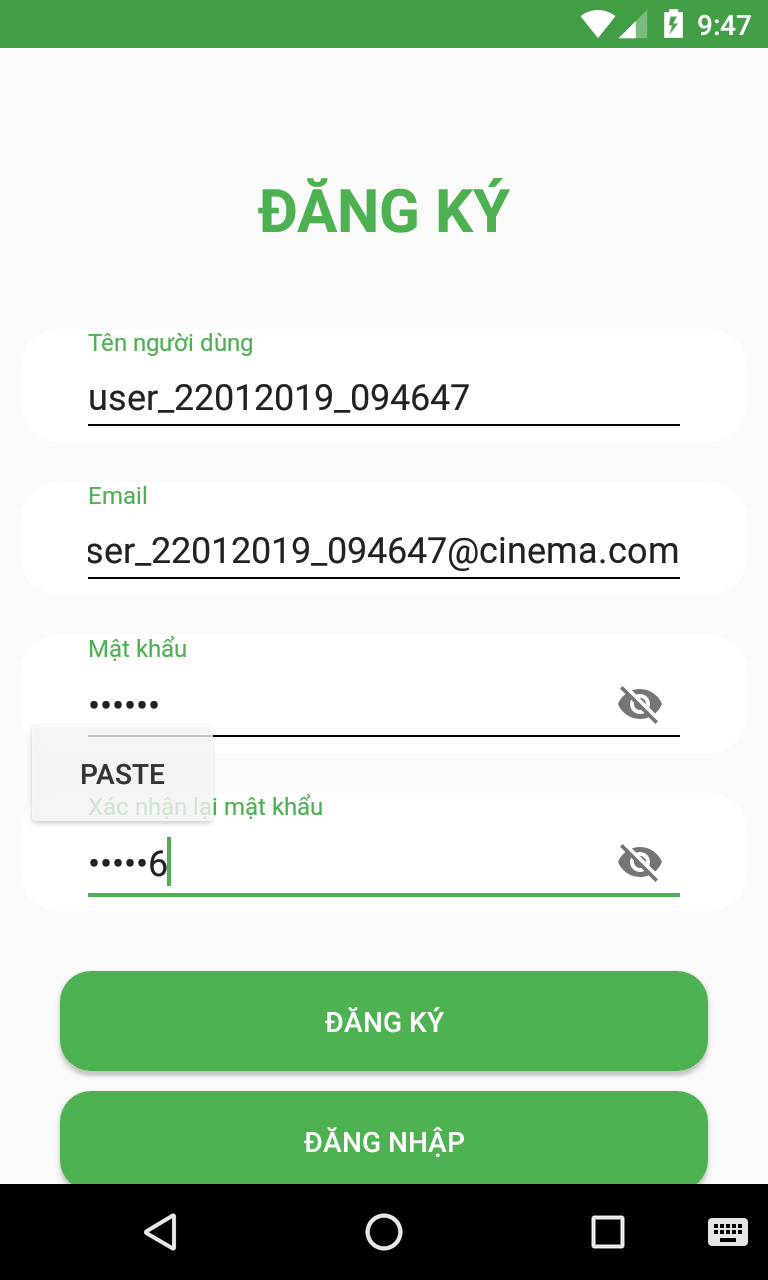 9:47
ĐĂNG KÝ
Tên người dùng
user_22012019_094647
Email
ser_22012019_094647@cinema.com
Mật khẩu
••••••
PASTE
Xác nhận lại mật khẩu
•••••6
ĐĂNG KÝ
ĐĂNG NHẬP